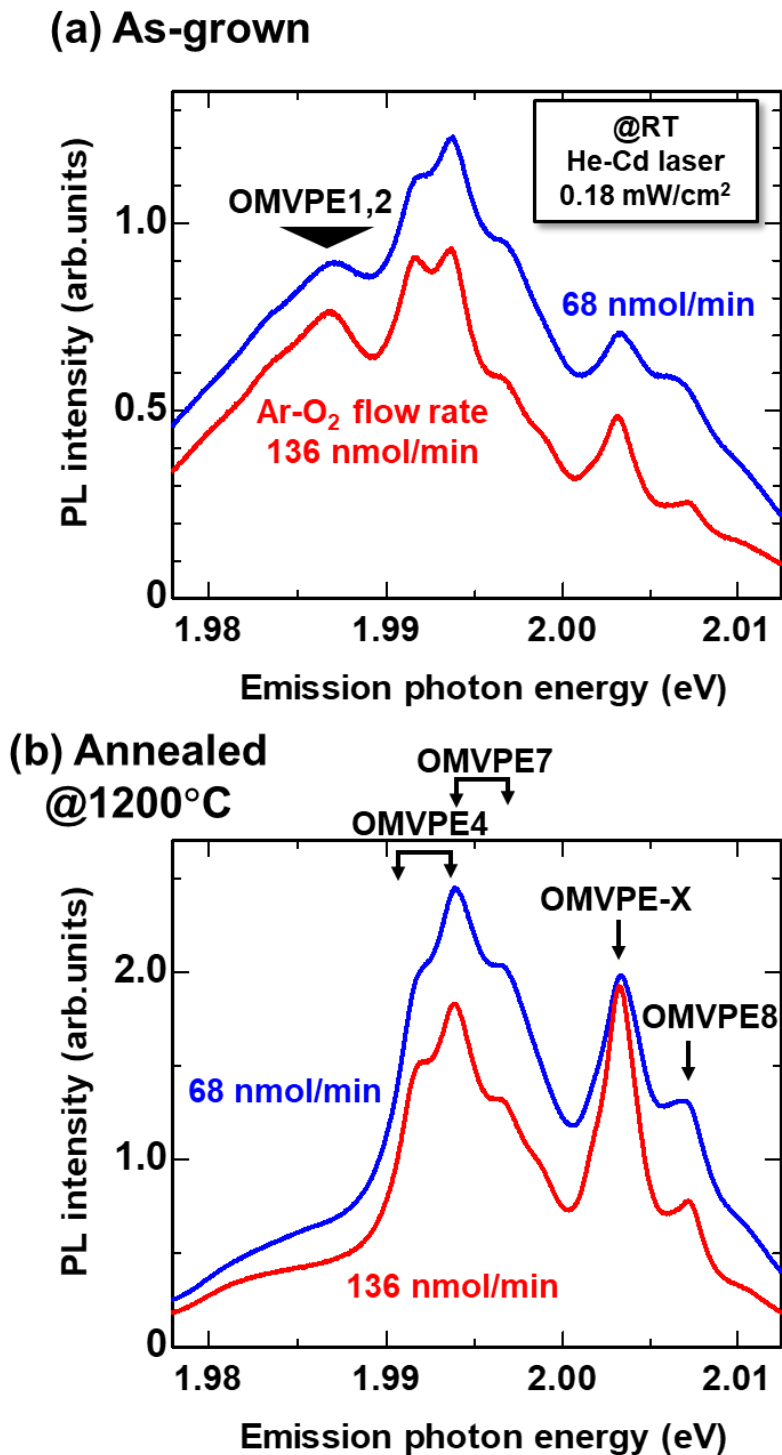 (a) As-grown
@RT
He-Cd laser
0.18 mW/cm²
OMVPE1,2
68 nmol/min
Ar-O₂ flow rate
136 nmol/min
PL intensity (arb.units)
1.0
0.5
0
1.98
1.99
2.00
2.01
Emission photon energy (eV)
(b) Annealed
@1200°C
OMVPE7
OMVPE4
OMVPE-X
OMVPE8
68 nmol/min
136 nmol/min
PL intensity (arb.units)
2.0
1.0
0
1.98
1.99
2.00
2.01
Emission photon energy (eV)